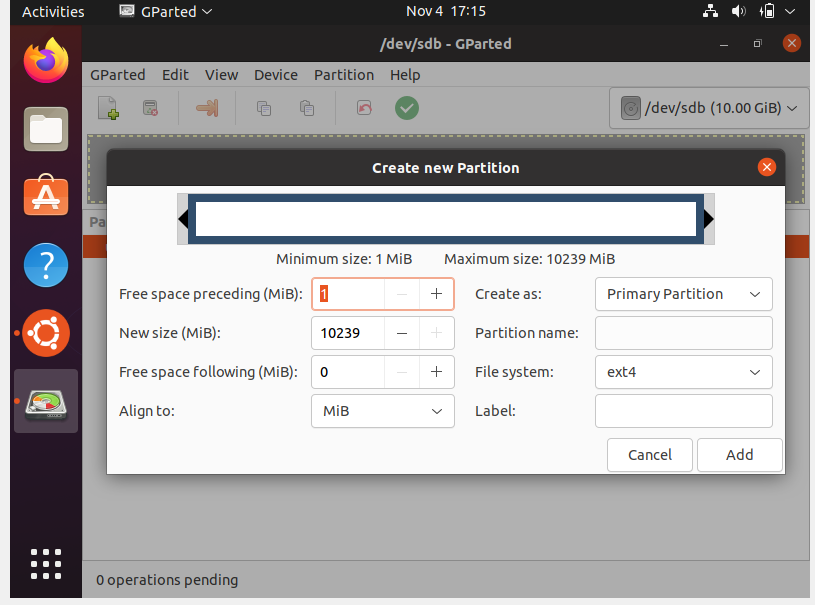 Activities GParted Nov 4 17:15
/dev/sdb - GParted
GParted Edit View Device Partition Help
/dev/sdb (10.00 GiB)
Create new Partition
Pa
Minimum size: 1 MiB Maximum size: 10239 MiB
Free space preceding (MiB): 1 Create as: Primary Partition
New size (MiB): 10239 Partition name:
Free space following (MiB): 0 File system: ext4
Align to: MiB Label:
Cancel Add
0 operations pending